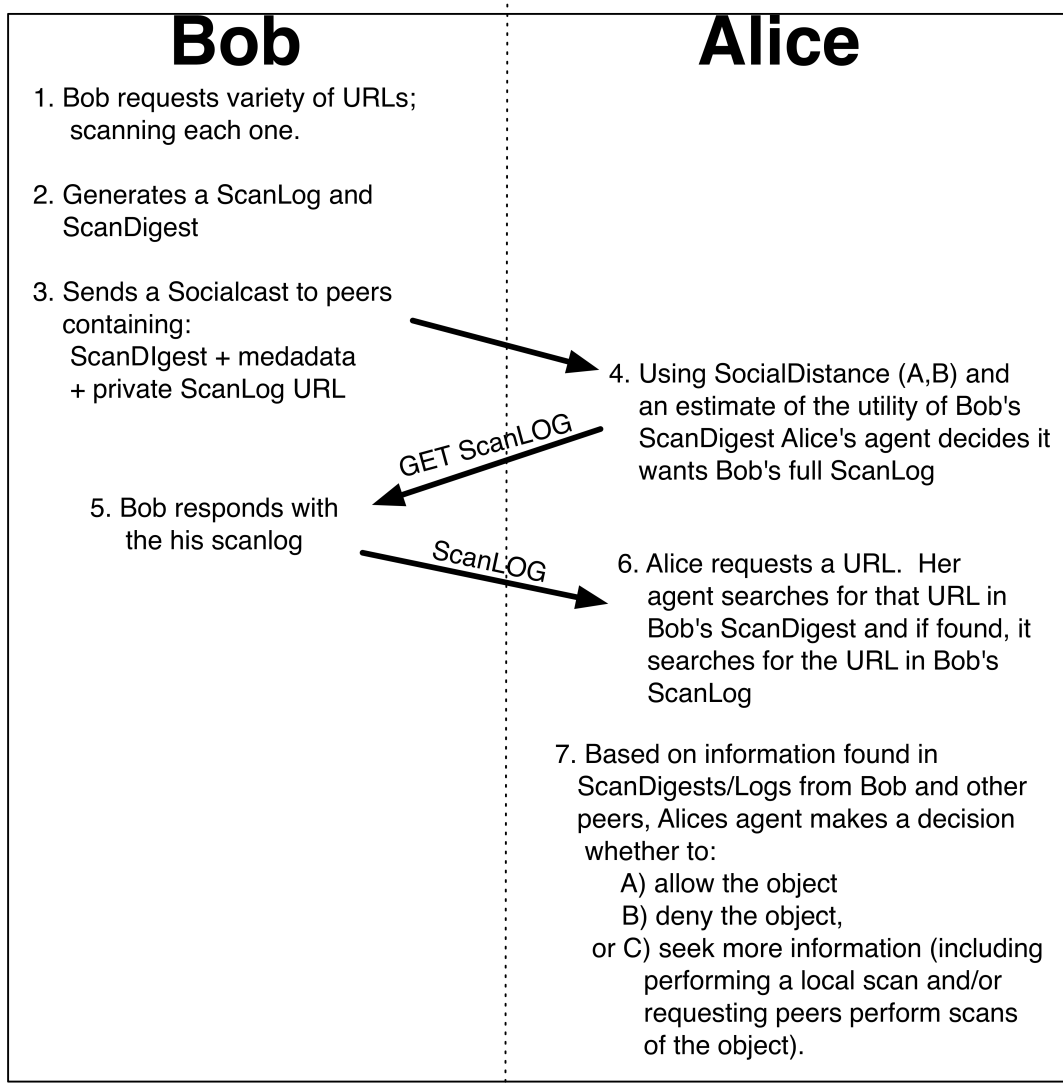 Bob
Alice
1. Bob requests variety of URLs;
scanning each one.
2. Generates a ScanLog and
ScanDigest
3. Sends a Socialcast to peers
containing:
ScanDIgest + medadata
+ private ScanLog URL
4. Using SocialDistance (A,B) and
an estimate of the utility of Bob's
ScanDigest Alice's agent decides it
wants Bob's full ScanLog
GET ScanLOG
5. Bob responds with
the his scanlog
ScanLOG
6. Alice requests a URL. Her
agent searches for that URL in
Bob's ScanDigest and if found, it
searches for the URL in Bob's
ScanLog
7. Based on information found in
ScanDigests/Logs from Bob and other
peers, Alices agent makes a decision
whether to:
A) allow the object
B) deny the object,
or C) seek more information (including
performing a local scan and/or
requesting peers perform scans
of the object).